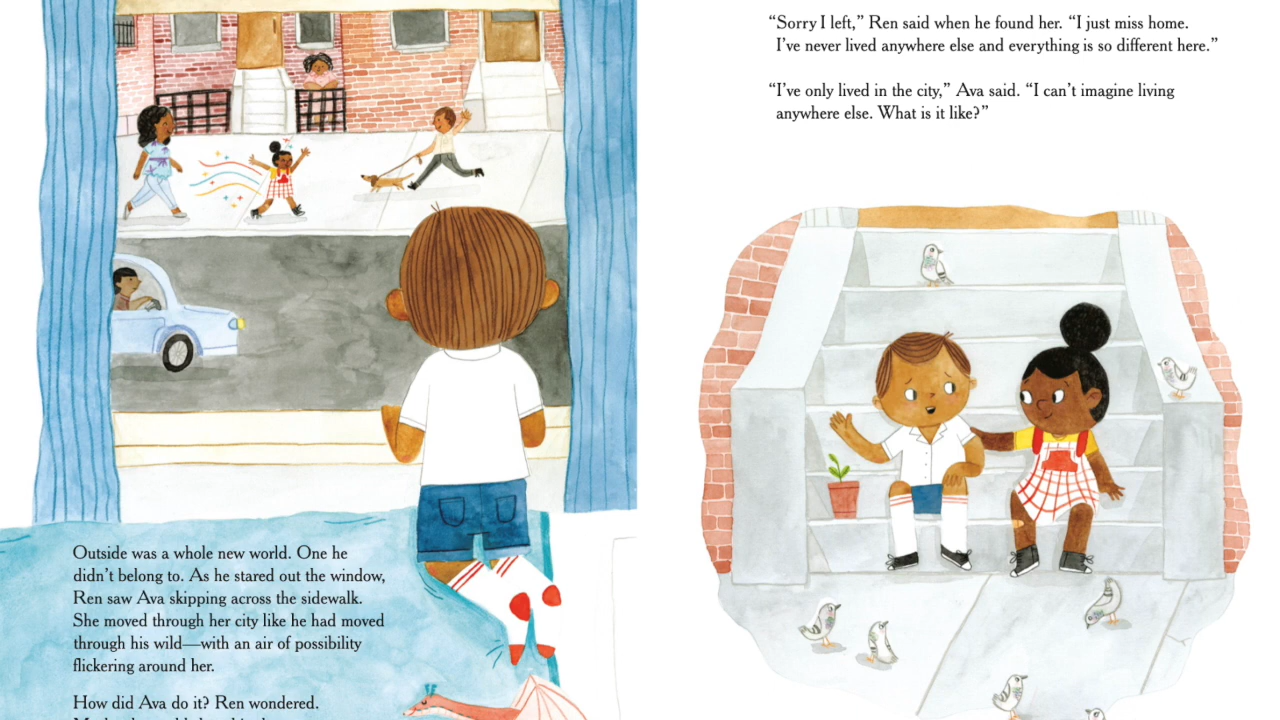 Outside was a whole new world. One he
didn’t belong to. As he stared out the window,
Ren saw Ava skipping across the sidewalk.
She moved through her city like he had moved
through his wild—with an air of possibility
flickering around her.
How did Ava do it? Ren wondered.
“Sorry I left,” Ren said when he found her. “I just miss home.
I’ve never lived anywhere else and everything is so different here.”
“I’ve only lived in the city,” Ava said. “I can’t imagine living
anywhere else. What is it like?”